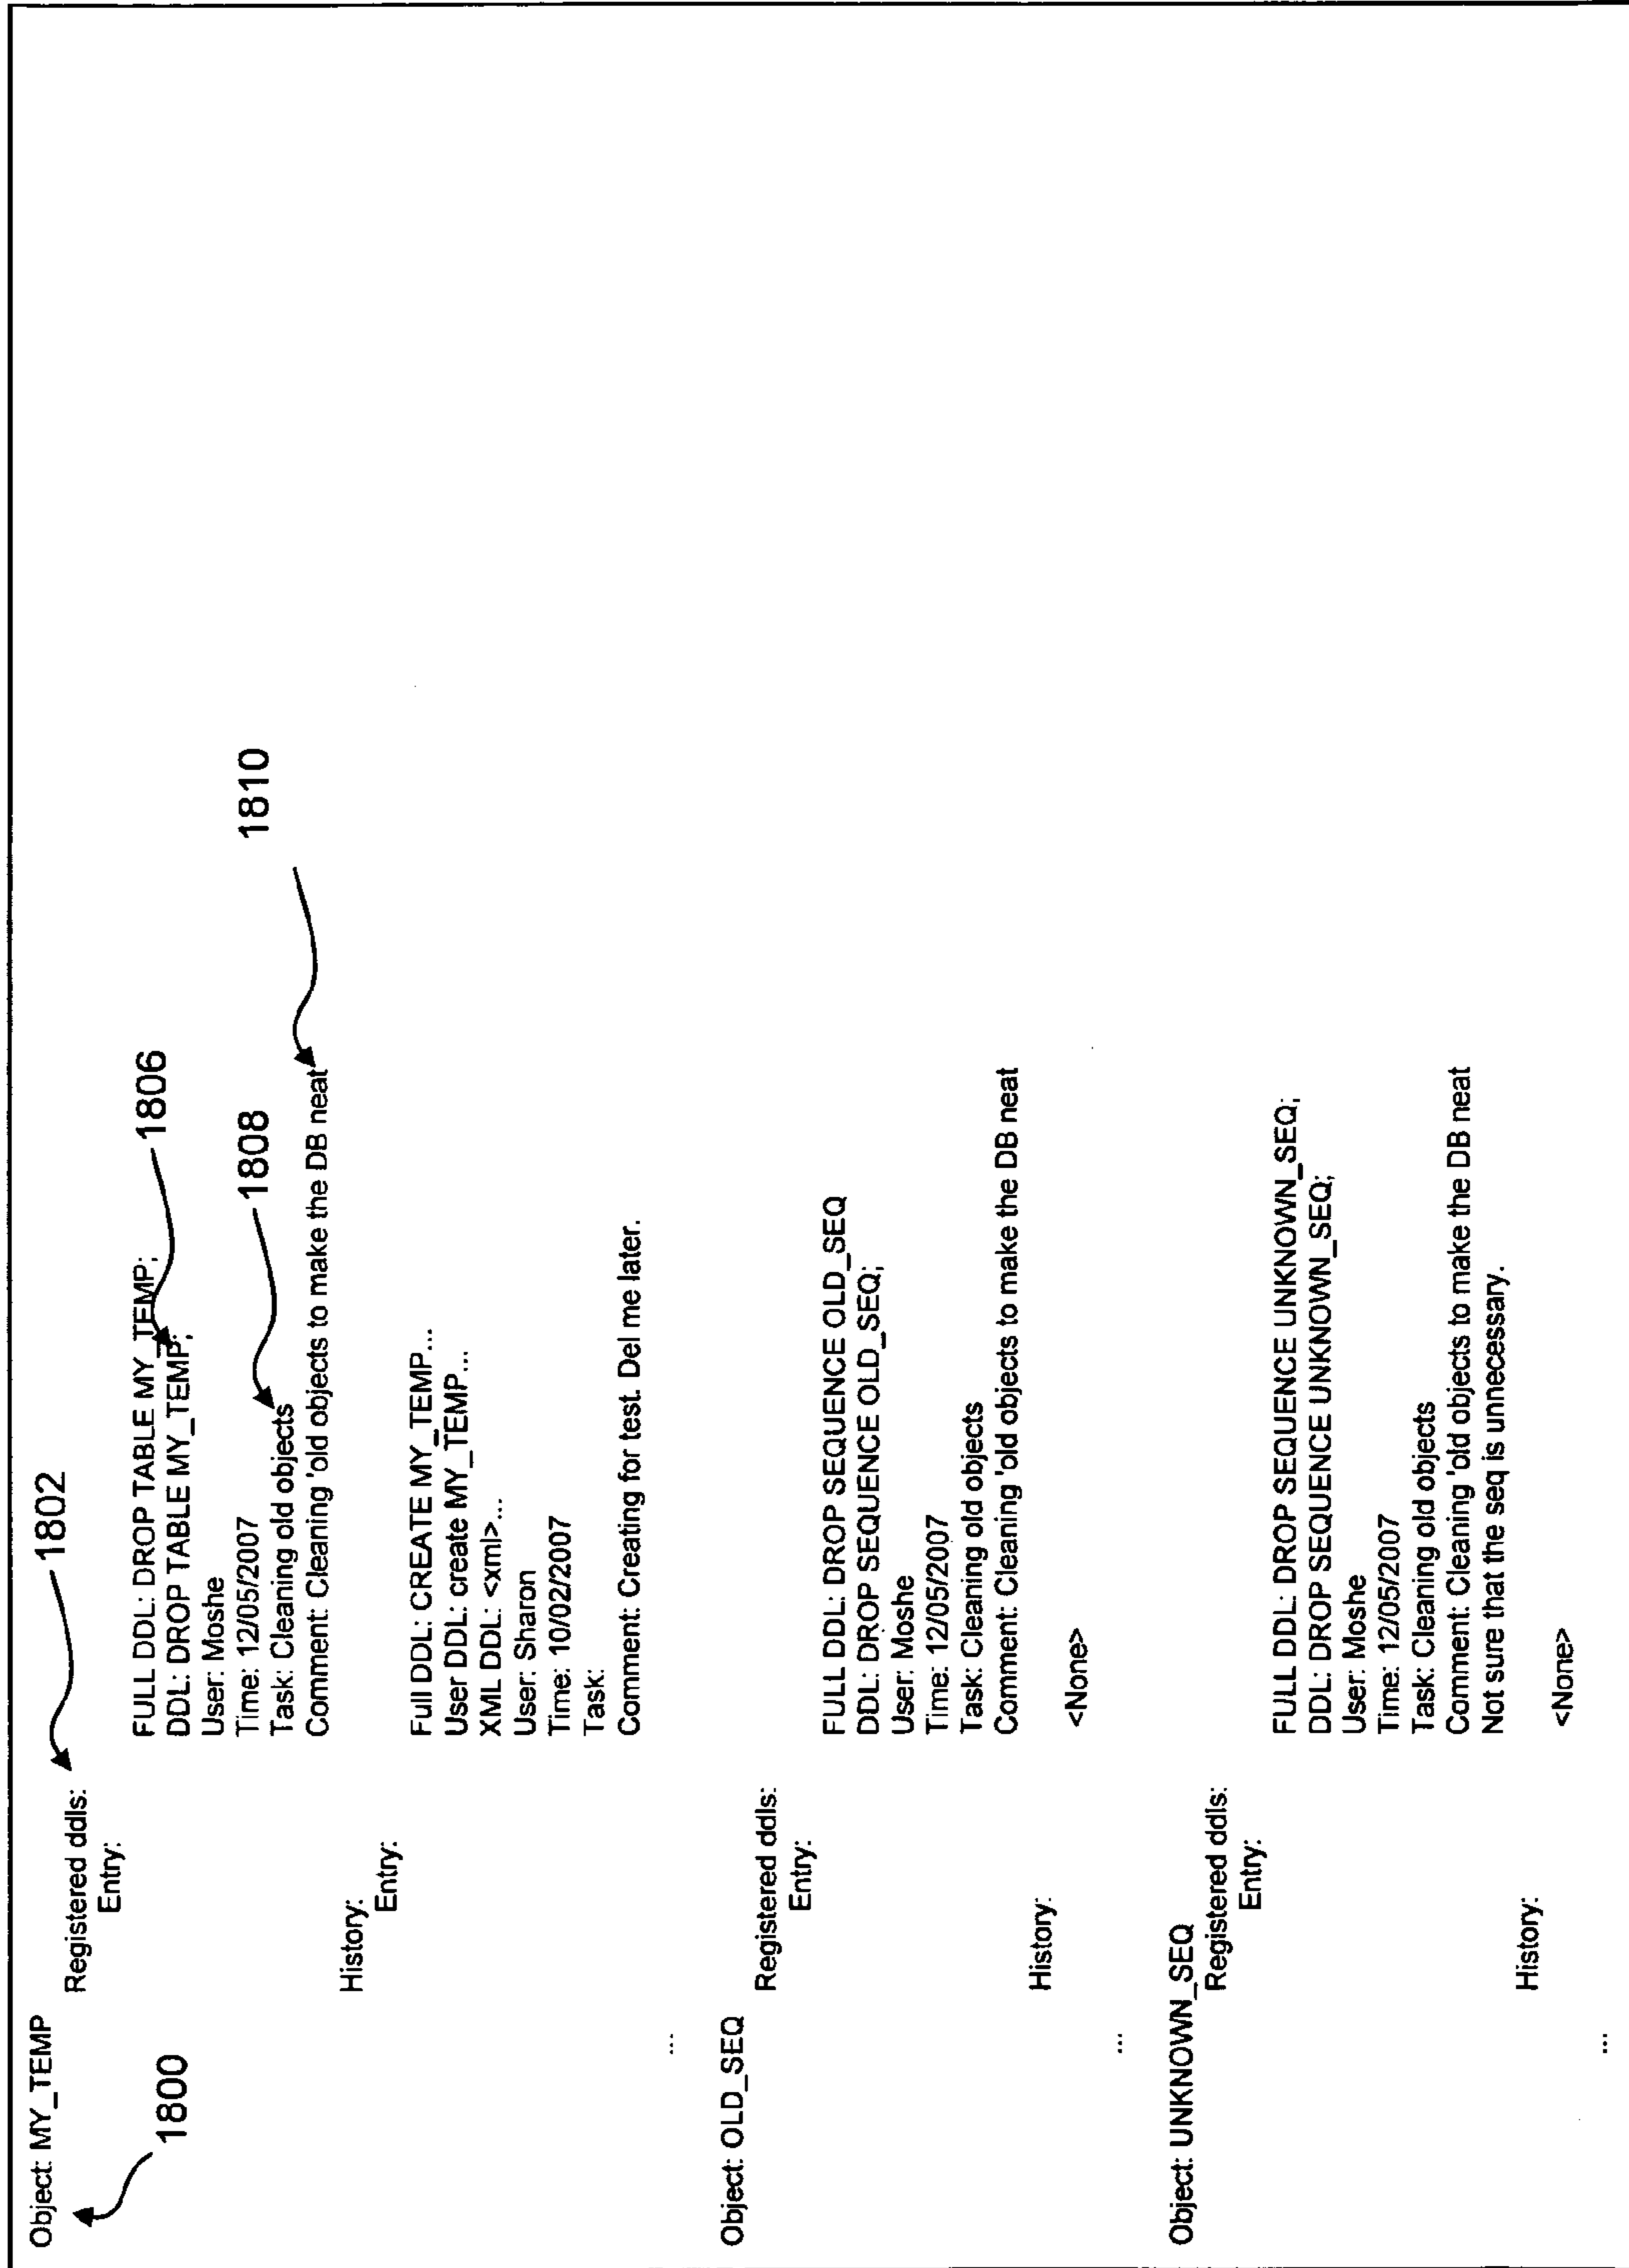 Object: MY_TEMP
1800
Registered ddls:
1802
Entry:
FULL DDL: DROP TABLE MY_TEMP;
DDL: DROP TABLE MY_TEMP;
1806
User: Moshe
Time: 12/05/2007
Task: Cleaning old objects
1808
Comment: Cleaning 'old objects to make the DB neat
1810
History:
Entry:
Full DDL: CREATE MY_TEMP...
User DDL: create MY_TEMP...
XML DDL: <xml>...
User: Sharon
Time: 10/02/2007
Task:
Comment: Creating for test. Del me later.
...
Object: OLD_SEQ
Registered ddls:
Entry:
FULL DDL: DROP SEQUENCE OLD_SEQ
DDL: DROP SEQUENCE OLD_SEQ;
User: Moshe
Time: 12/05/2007
Task: Cleaning old objects
Comment: Cleaning 'old objects to make the DB neat
History:
<None>
...
Object: UNKNOWN_SEQ
Registered ddls:
Entry:
FULL DDL: DROP SEQUENCE UNKNOWN_SEQ;
DDL: DROP SEQUENCE UNKNOWN_SEQ;
User: Moshe
Time: 12/05/2007
Task: Cleaning old objects
Comment: Cleaning 'old objects to make the DB neat
Not sure that the seq is unnecessary.
History:
<None>
...